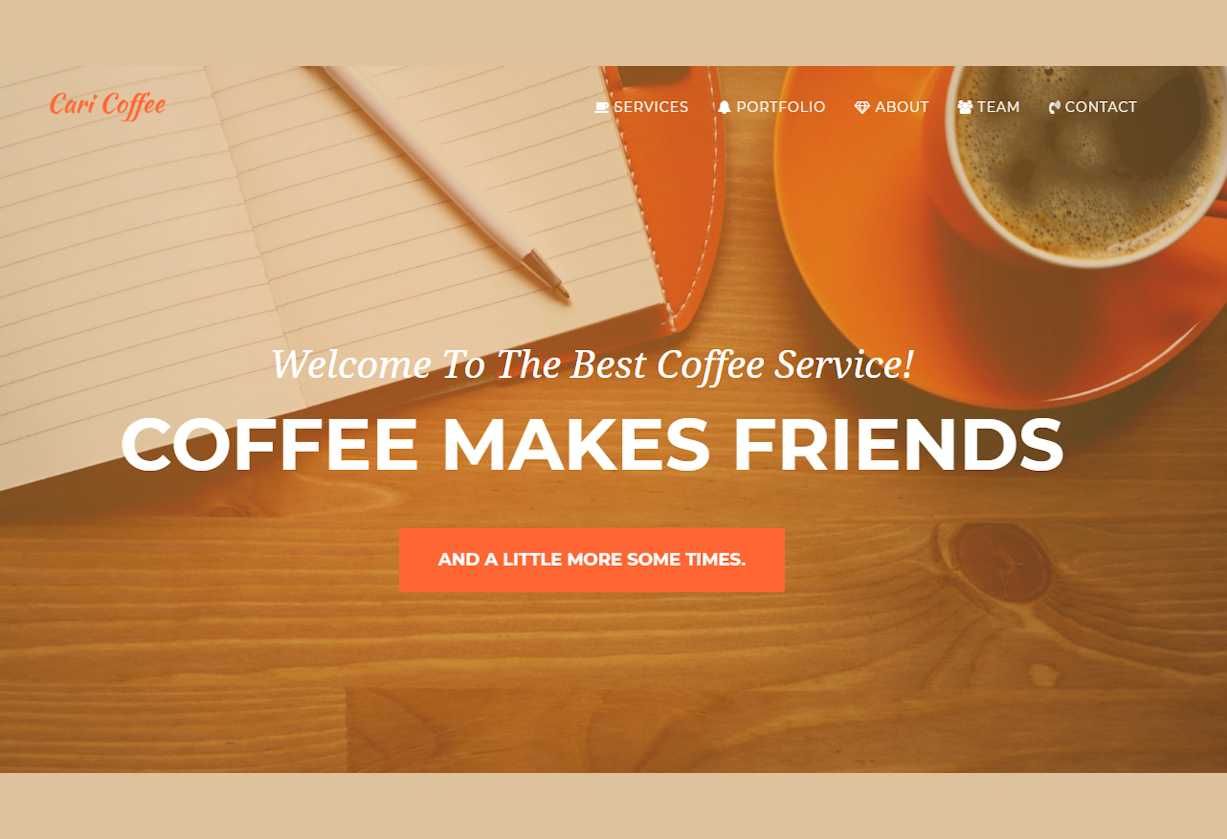 Cari Coffee
SERVICES PORTFOLIO ABOUT TEAM CONTACT
Welcome To The Best Coffee Service!
COFFEE MAKES FRIENDS
AND A LITTLE MORE SOME TIMES.